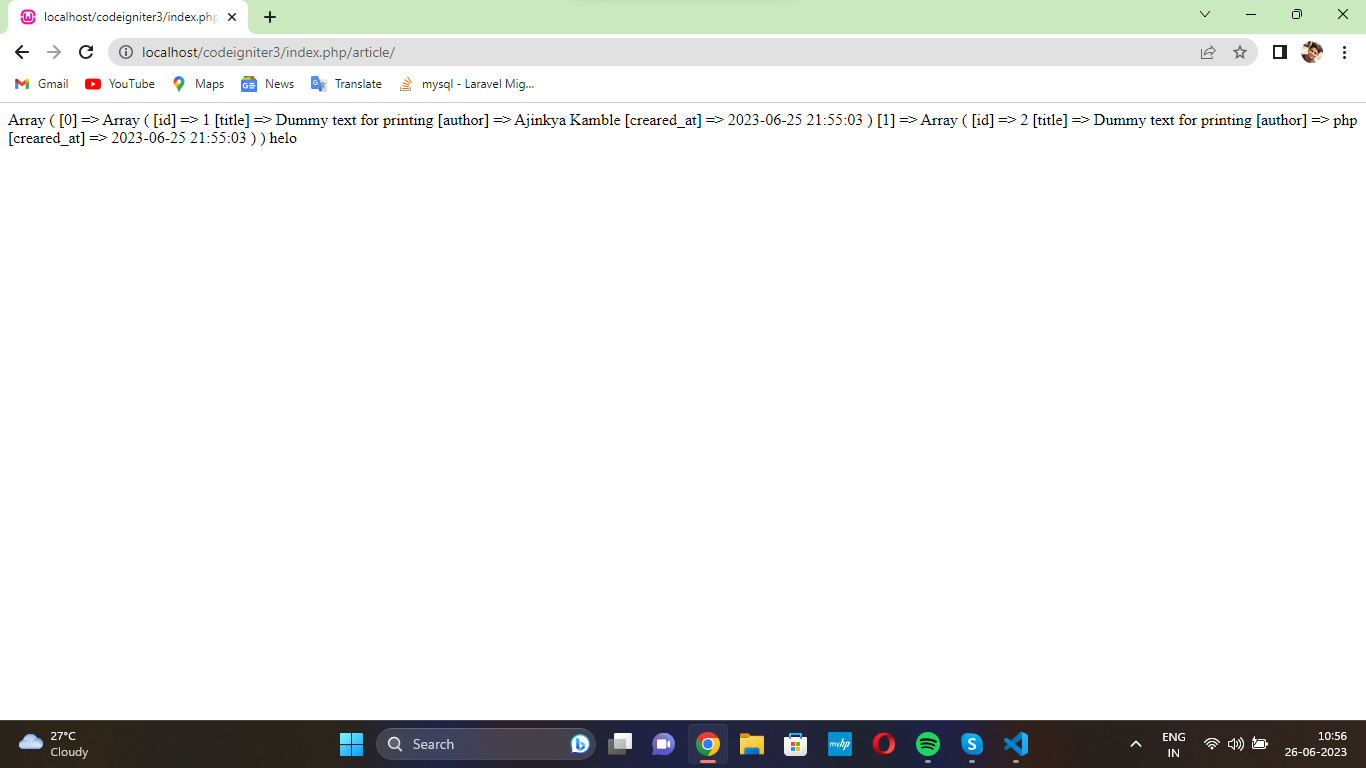 localhost/codeigniter3/index.php
localhost/codeigniter3/index.php/article/
Gmail YouTube Maps News Translate mysql - Laravel Mig...
Array ( [0] => Array ( [id] => 1 [title] => Dummy text for printing [author] => Ajinkya Kamble [creared_at] => 2023-06-25 21:55:03 ) [1] => Array ( [id] => 2 [title] => Dummy text for printing [author] => php
[creared_at] => 2023-06-25 21:55:03 ) ) helo
27°C
Cloudy
Search
myhp
ENG
IN
10:56
26-06-2023